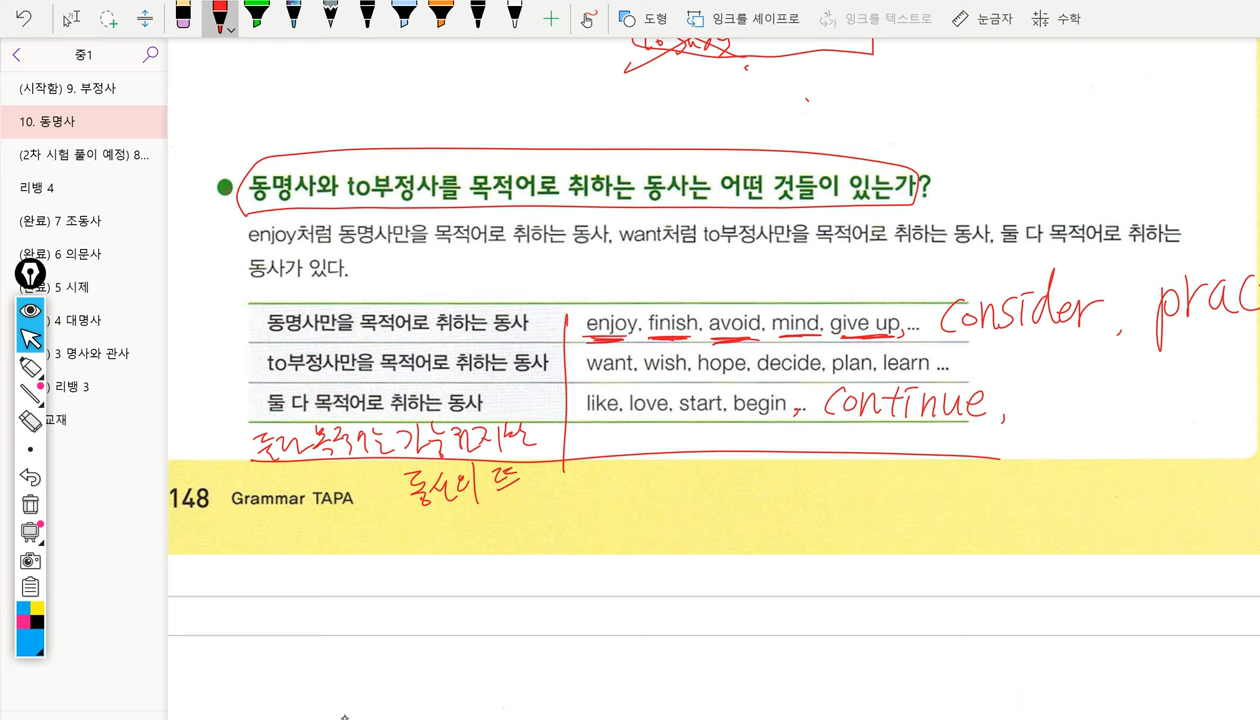 도형
잉크를 셰이프로
잉크를 텍스트로
눈금자
수학
중1
(시작함) 9. 부정사
10. 동명사
(2차 시험 풀이 예정) 8...
리뱅 4
(완료) 7 조동사
(완료) 6 의문사
5 시제
4 대명사
) 3 명사와 관사
) 리뱅 3
교재
동명사와 to부정사를 목적어로 취하는 동사는 어떤 것들이 있는가?
enjoy처럼 동명사만을 목적어로 취하는 동사, want처럼 to부정사만을 목적어로 취하는 동사, 둘 다 목적어로 취하는
동사가 있다.
동명사만을 목적어로 취하는 동사 enjoy, finish, avoid, mind, give up, ... consider, prac
to부정사만을 목적어로 취하는 동사 want, wish, hope, decide, plan, learn ...
둘 다 목적어로 취하는 동사 like, love, start, begin, ... continue,
148 Grammar TAPA